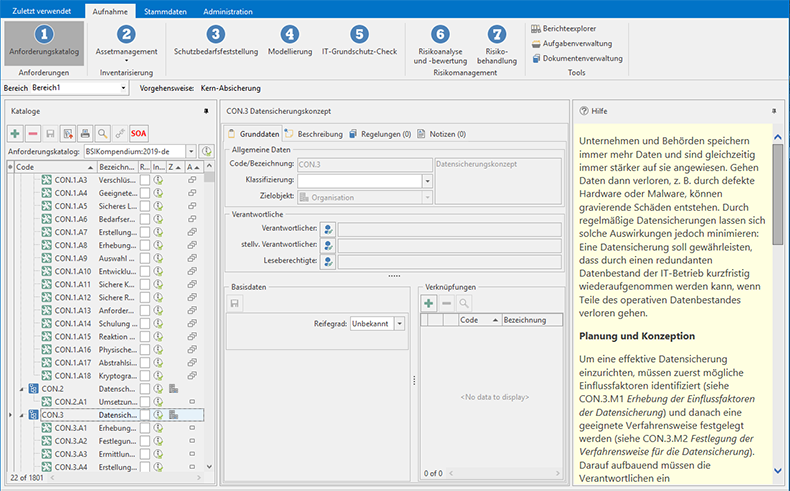 Zuletzt verwendet Aufnahme Stammdaten Administration
1 2 3 4 5 6 7
Anforderungskatalog Assetmanagement Schutzbedarfsfeststellung Modellierung IT-Grundschutz-Check Risikoanalyse und -bewertung Risiko-behandlung
Berichteexplorer
Aufgabenverwaltung
Dokumentenverwaltung
Anforderungen Inventarisierung Risikomanagement Tools
Bereich Bereich1 Vorgehensweise: Kern-Absicherung
Kataloge
SOA
Anforderungskatalog: BSIKompendium:2019-de
Code Bezeichn... R... In... Z A
CON.1.A3 Verschlüs...
CON.1.A4 Geeignete...
CON.1.A5 Sicheres L...
CON.1.A6 Bedarfser...
CON.1.A7 Erstellung...
CON.1.A8 Erhebung...
CON.1.A9 Auswahl ...
CON.1.A10 Entwicklu...
CON.1.A11 Sichere K...
CON.1.A12 Sichere R...
CON.1.A13 Anforder...
CON.1.A14 Schulung ...
CON.1.A15 Reaktion ...
CON.1.A16 Physische...
CON.1.A17 Abstrahlsi...
CON.1.A18 Kryptogra...
CON.2 Datensch...
CON.2.A1 Umsetzun...
CON.3 Datensich...
CON.3.A1 Erhebung...
CON.3.A2 Festlegun...
CON.3.A3 Ermittlun...
CON.3.A4 Erstellung...
22 of 1801
CON.3 Datensicherungskonzept
Grunddaten Beschreibung Regelungen (0) Notizen (0)
Allgemeine Daten
Code/Bezeichnung: CON.3 Datensicherungskonzept
Klassifizierung:
Zielobjekt: Organisation
Verantwortliche
Verantwortlicher:
stellv. Verantwortlicher:
Leseberechtigte:
Basisdaten
Reifegrad: Unbekannt
Verknüpfungen
Code Bezeichnung
<No data to display>
0 of 0
Hilfe
Unternehmen und Behörden speichern
immer mehr Daten und sind gleichzeitig
immer stärker auf sie angewiesen. Gehen
Daten dann verloren, z. B. durch defekte
Hardware oder Malware, können
gravierende Schäden entstehen. Durch
regelmäßige Datensicherungen lassen sich
solche Auswirkungen jedoch minimieren:
Eine Datensicherung soll gewährleisten,
dass durch einen redundanten
Datenbestand der IT-Betrieb kurzfristig
wiederaufgenommen werden kann, wenn
Teile des operativen Datenbestandes
verloren gehen.
Planung und Konzeption
Um eine effektive Datensicherung
einzurichten, müssen zuerst mögliche
Einflussfaktoren identifiziert (siehe
CON.3.M1 Erhebung der Einflussfaktoren
der Datensicherung) und danach eine
geeignete Verfahrensweise festgelegt
werden (siehe CON.3.M2 Festlegung der
Verfahrensweise für die Datensicherung).
Darauf aufbauend müssen die
Verantwortlichen ein